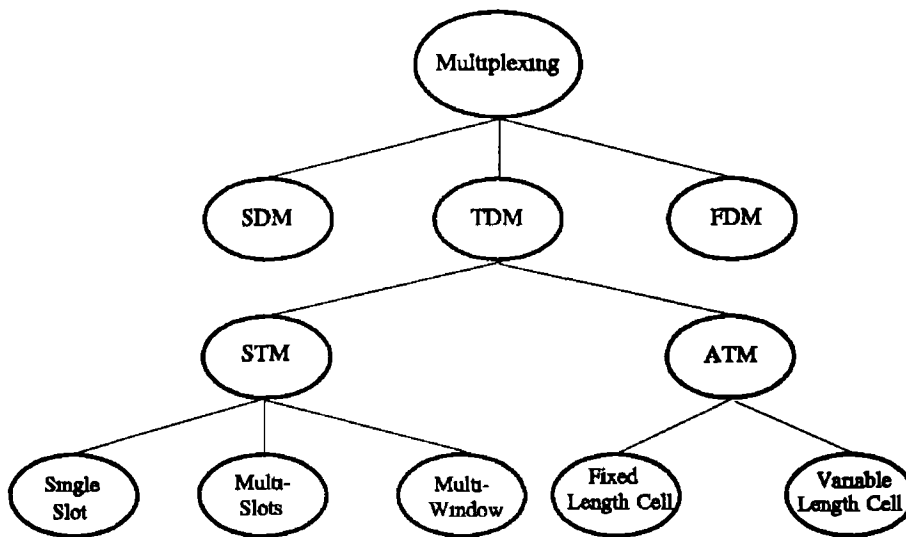 Multiplexing
SDM
TDM
FDM
STM
ATM
Single
Slot
Multi-
Slots
Multi-
Window
Fixed
Length Cell
Variable
Length Cell